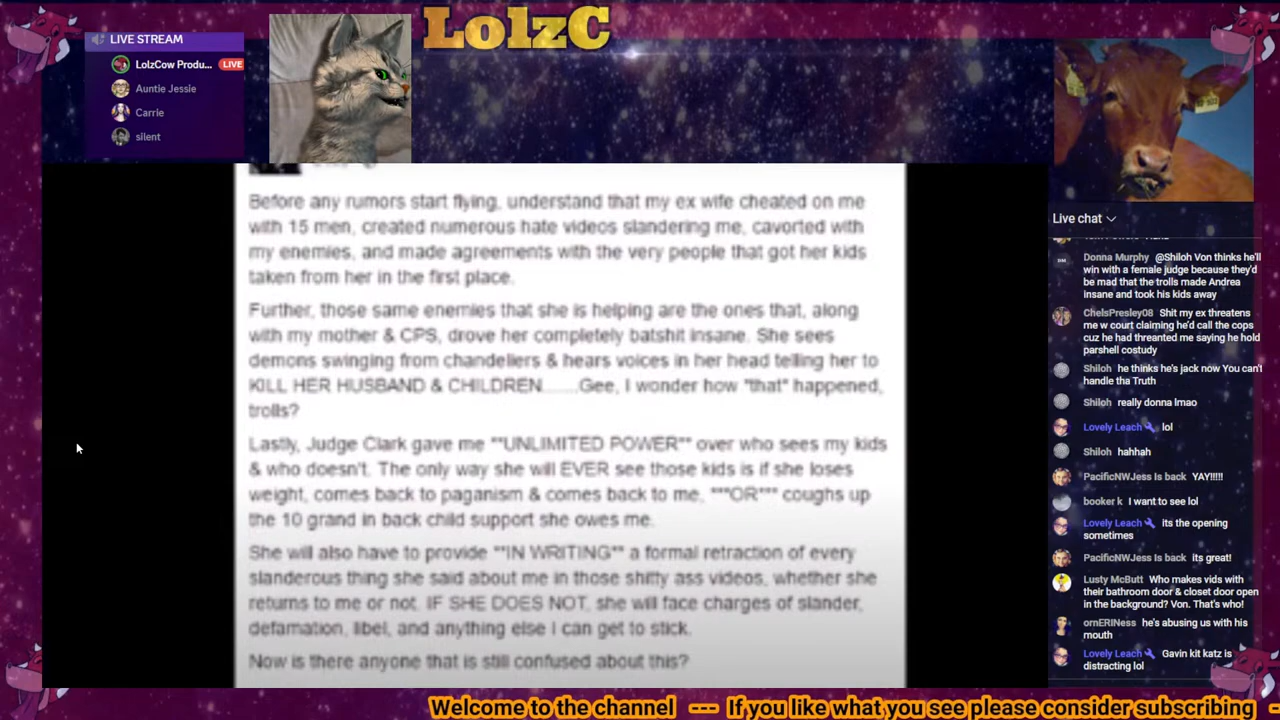 LolzC
LIVE STREAM
LolzCow Produ... LIVE
Auntie Jessie
Carrie
silent
Before any rumors start flying, understand that my ex wife cheated on me
with 15 men, created numerous hate videos slandering me, cavorted with
my enemies, and made agreements with the very people that got her kids
taken from her in the first place.
Further, those same enemies that she is helping are the ones that, along
with my mother & CPS, drove her completely batshit insane. She sees
demons swinging from chandeliers & hears voices in her head telling her to
KILL HER HUSBAND & CHILDREN.......Gee, I wonder how *that* happened,
trolls?
Lastly, Judge Clark gave me **UNLIMITED POWER** over who sees my kids
& who doesn't. The only way she will EVER see those kids is if she loses
weight, comes back to paganism & comes back to me, ***OR*** coughs up
the 10 grand in back child support she owes me.
She will also have to provide **IN WRITING** a formal retraction of every
slanderous thing she said about me in those shitty ass videos, whether she
returns to me or not. IF SHE DOES NOT, she will face charges of slander,
defamation, libel, and anything else I can get to stick.
Now is there anyone that is still confused about this?
Live chat
Donna Murphy @Shiloh Von thinks he'll
win with a female judge because they'd
be mad that the trolls made Andrea
insane and took his kids away
ChelsPresley08 Shit my ex threatens
me w court claiming he'd call the cops
cuz he had threanted me saying he hold
parshell costudy
Shiloh he thinks he's jack now You can't
handle tha Truth
Shiloh really donna lmao
Lovely Leach lol
Shiloh hahhah
PacificNWJess Is back YAY!!!!!
booker k I want to see lol
Lovely Leach its the opening
sometimes
PacificNWJess Is back its great!
Lusty McButt Who makes vids with
their bathroom door & closet door open
in the background? Von. That's who!
ornERINess he's abusing us with his
mouth
Lovely Leach Gavin kit katz is
distracting lol
Welcome to the channel --- If you like what you see please consider subscribing -